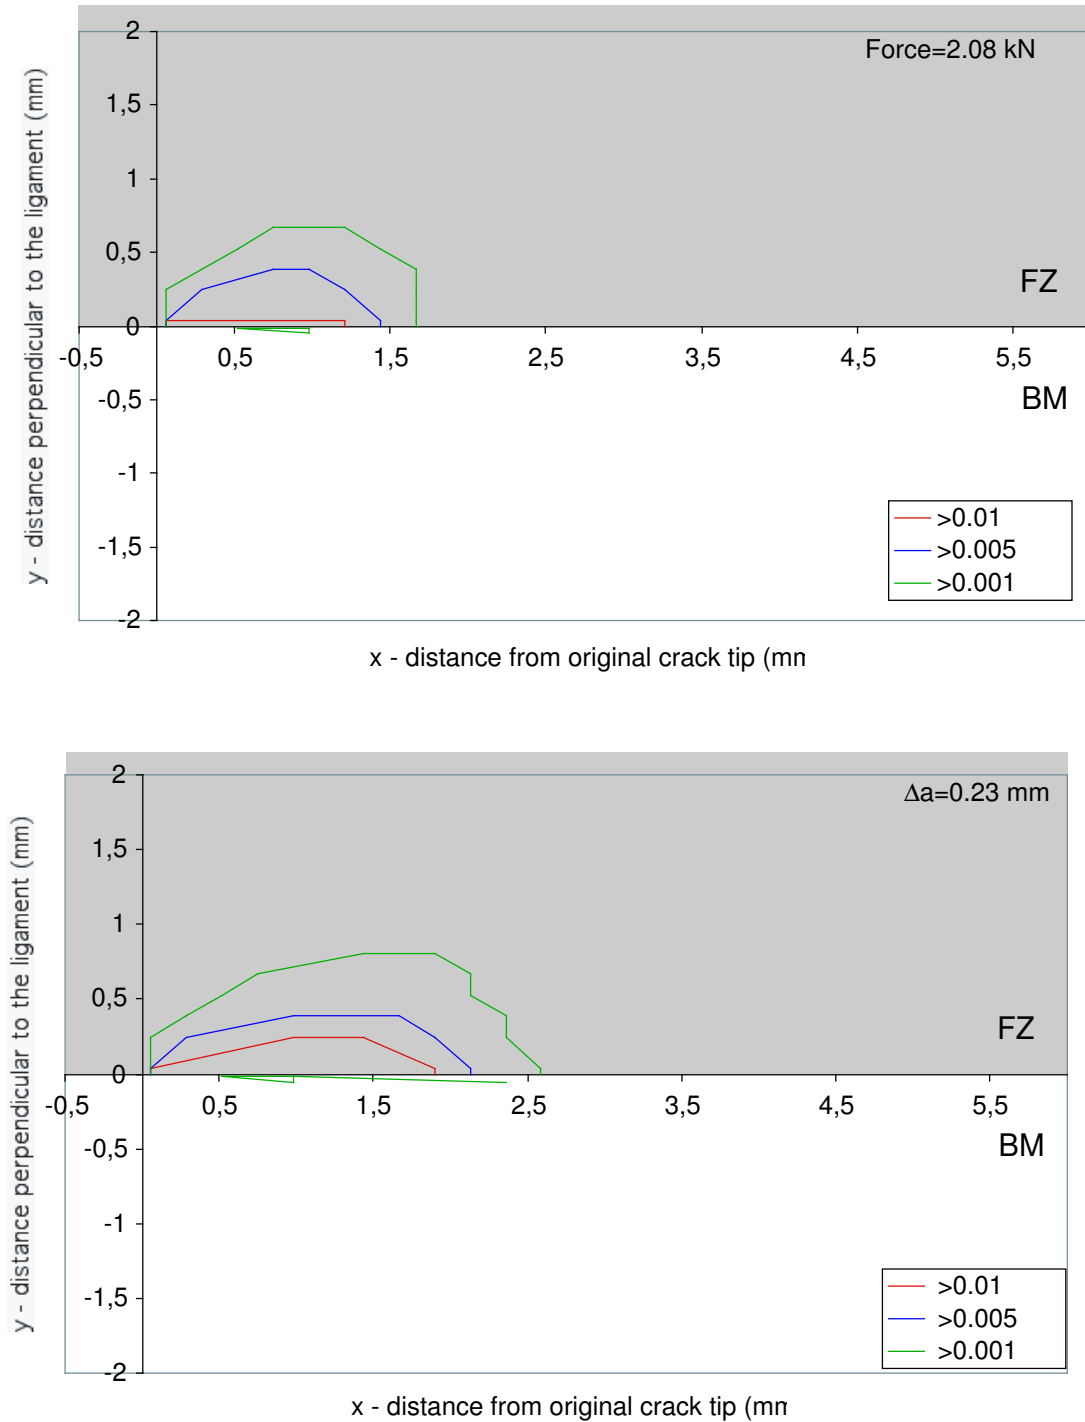 2
Force=2.08 kN
1,5
1
0,5
FZ
0
-0,5 0,5 1,5 2,5 3,5 4,5 5,5
-0,5
BM
-1
>0.01
-1,5
>0.005
>0.001
-2
y - distance perpendicular to the ligament (mm)
x - distance from original crack tip (mm
2
Δa=0.23 mm
1,5
1
0,5
FZ
0
-0,5 0,5 1,5 2,5 3,5 4,5 5,5
-0,5
BM
-1
>0.01
-1,5
>0.005
>0.001
-2
y - distance perpendicular to the ligament (mm)
x - distance from original crack tip (mm